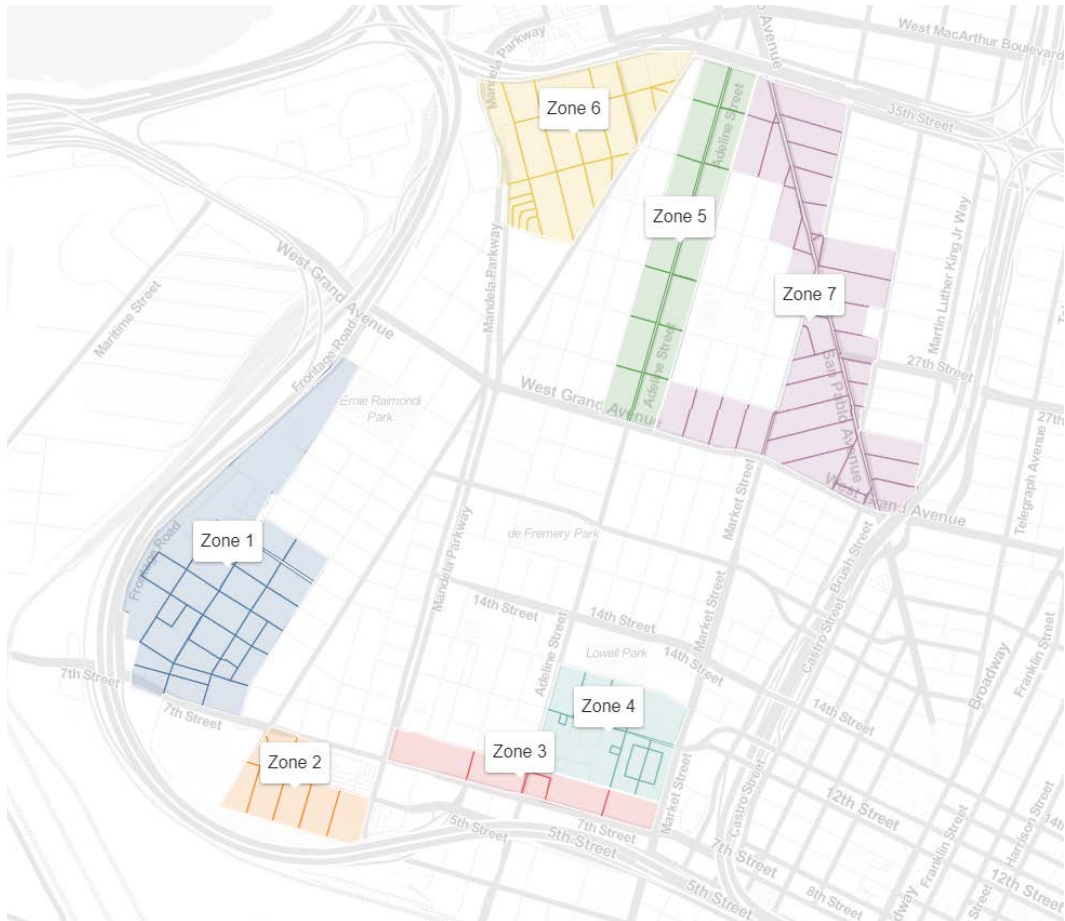 o Avenue
West MacArthur Boulevard
Mandela Parkway
Zone 6
Adeline Street
35th Street
Zone 5
Martin Luther King Jr Way
Mandela Parkway
West Grand Avenue
Maritime Street
Zone 7
Frontage Road
Adeline Street
27th Street
San Pablo Avenue
Ernie Raimondi
Park
West Grand Avenue
27th
Telegraph Avenue
Market Street
West Grand Avenue
Frontage Road
Zone 1
de Fremery Park
Mandela Parkway
Brush Street
14th Street
14th Street
Market Street
Castro Street
Adeline Street
Lowell Park
14th Street
Broadway
Franklin Street
7th Street
Zone 4
14th Street
7th Street
Zone 3
Zone 2
Market Street
Castro Street
12th Street
Harrison Street
14t
5th Street
7th Street
5th Street
7th Street
Franklin Street
12th Street
5th Street
8th Street
Street